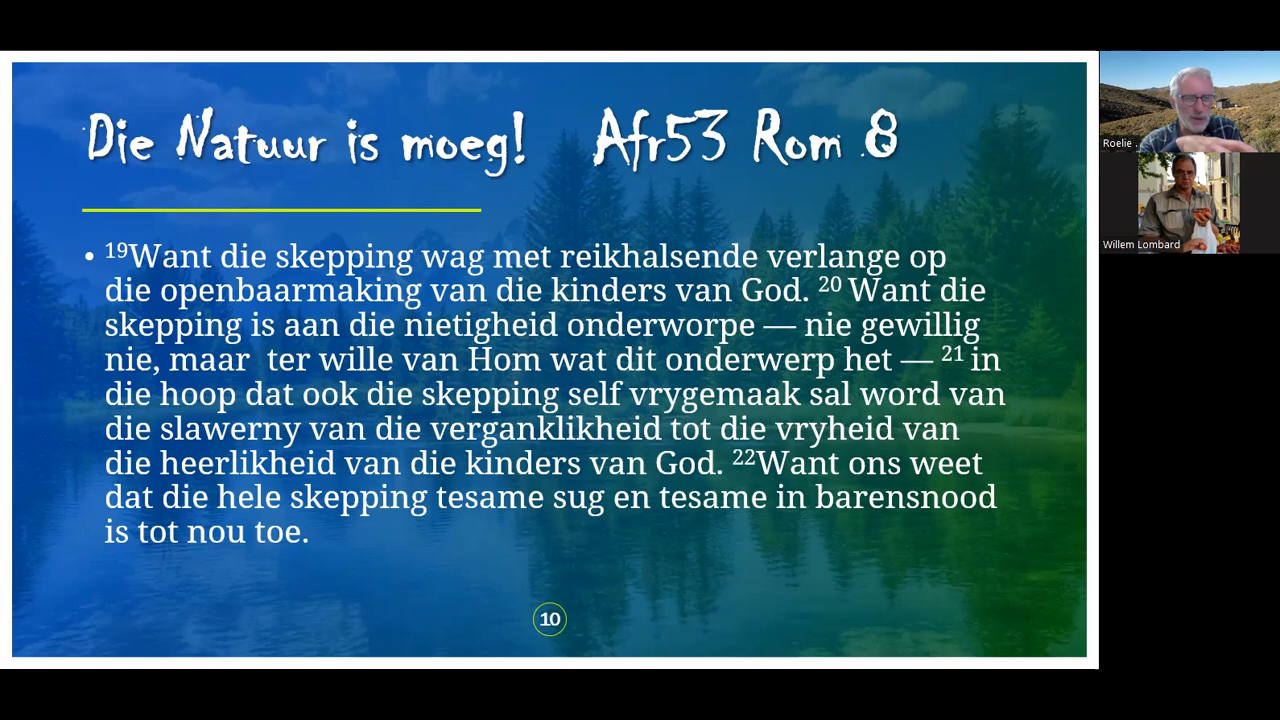 Die Natuur is moeg! Afr53 Rom 8
• 19Want die skepping wag met reikhalsende verlange op
die openbaarmaking van die kinders van God. 20 Want die
skepping is aan die nietigheid onderworpe — nie gewillig
nie, maar ter wille van Hom wat dit onderwerp het — 21 in
die hoop dat ook die skepping self vrygemaak sal word van
die slawerny van die verganklikheid tot die vryheid van
die heerlikheid van die kinders van God. 22Want ons weet
dat die hele skepping tesame sug en tesame in barensnood
is tot nou toe.
10
Roelie .
Willem Lombard